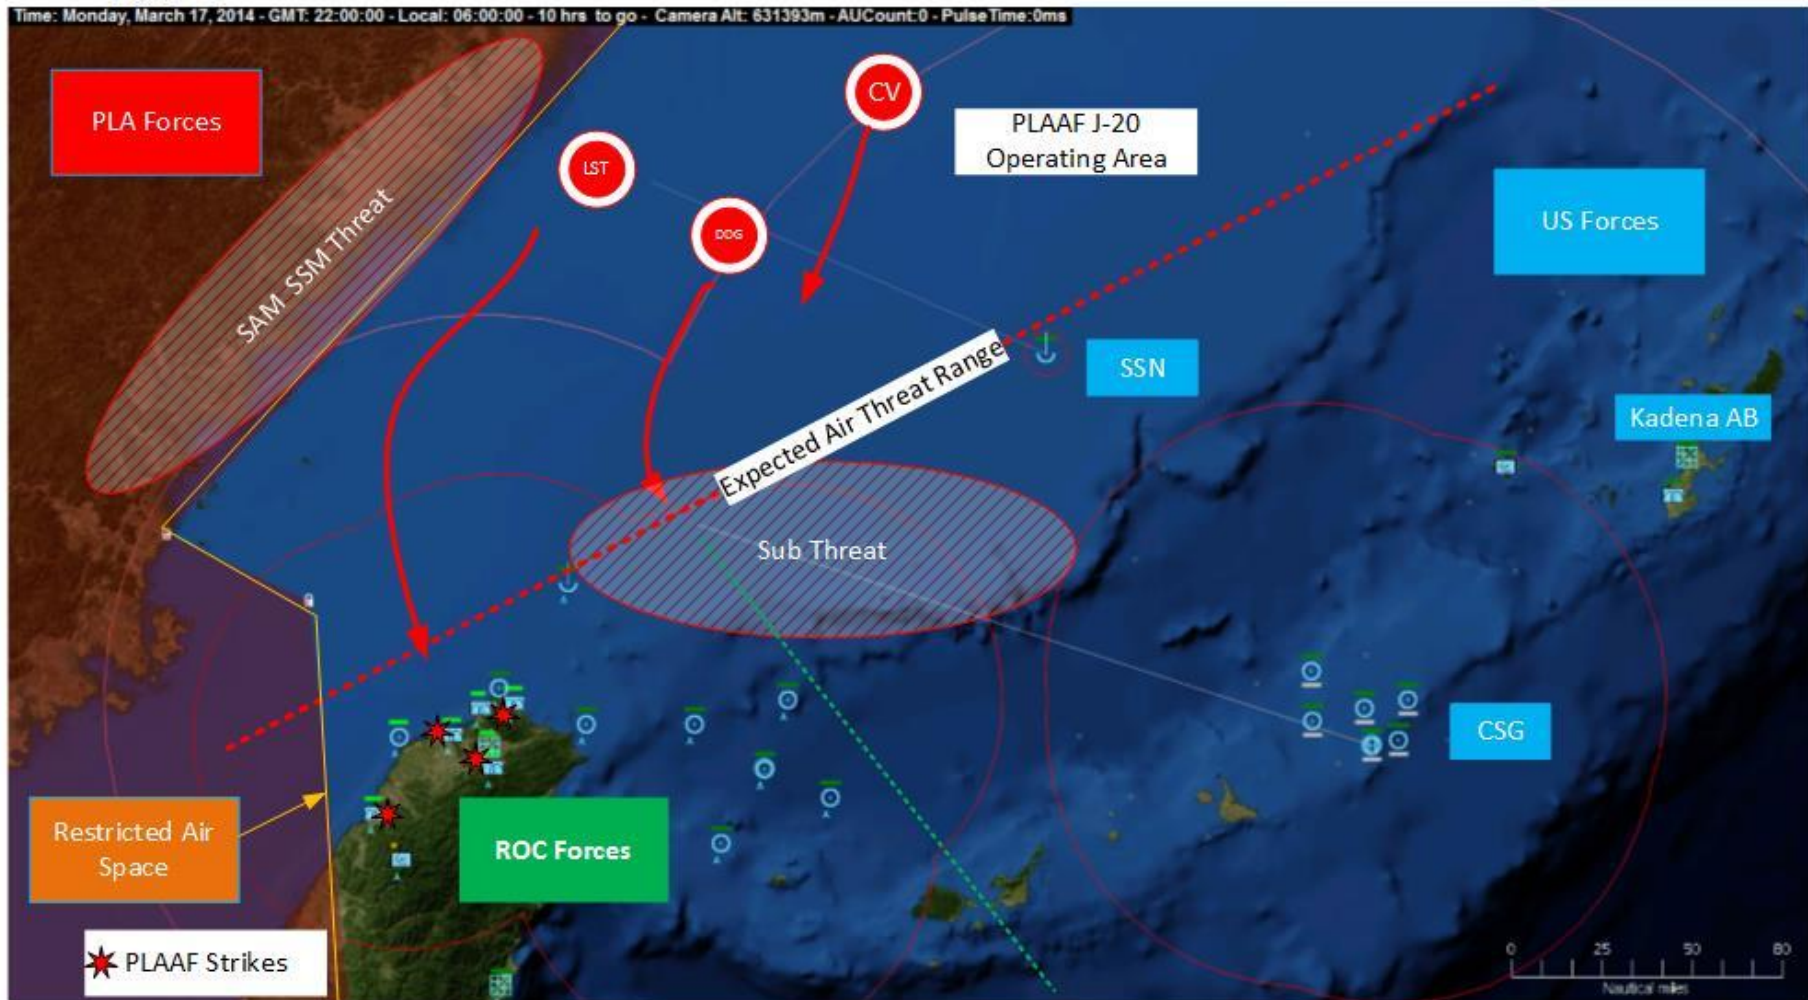 Time: Monday, March 17, 2014 - GMT: 22:00:00 - Local: 06:00:00 - 10 hrs to go - Camera Alt: 631393m - AUCount:0 - PulseTime:0ms
PLA Forces
CV
PLAAF J-20
Operating Area
LST
DDG
US Forces
SAM SSM Threat
Expected Air Threat Range
SSN
Kadena AB
Sub Threat
CSG
Restricted Air
Space
ROC Forces
PLAAF Strikes
0 25 50 80
Nautical miles